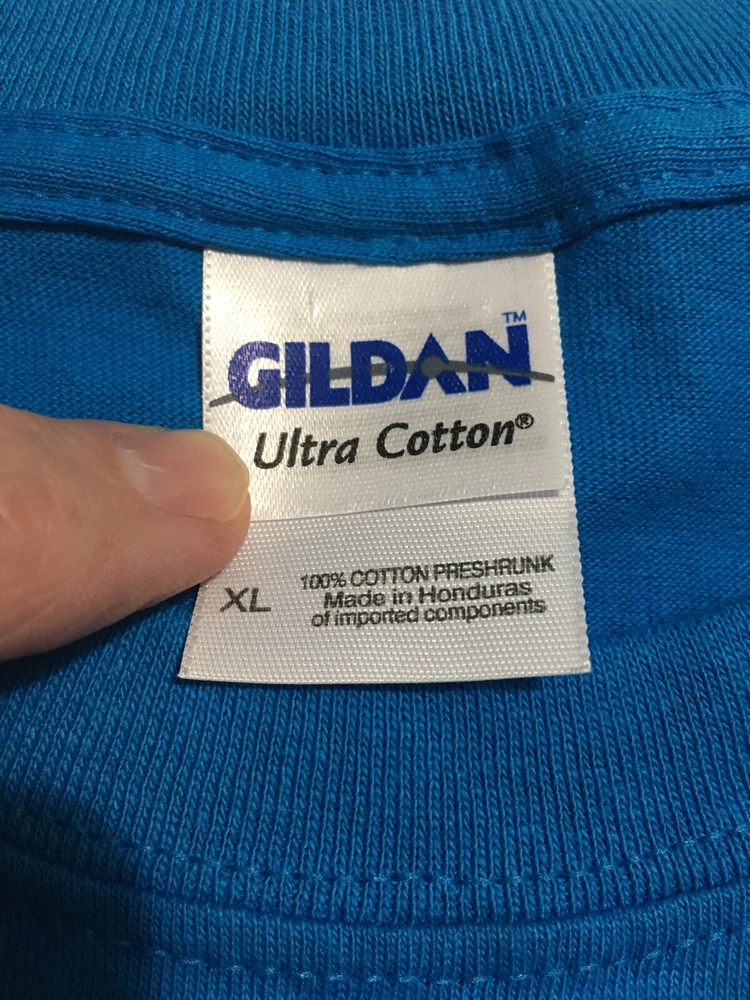 GILDAN™
Ultra Cotton®
XL
100% COTTON PRESHRUNK
Made in Honduras
of imported components